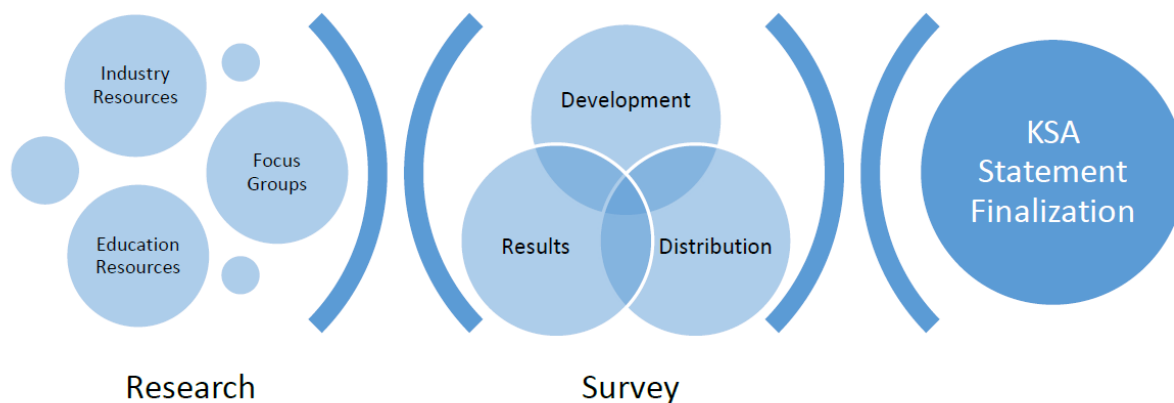 Industry
Resources
Focus
Groups
Education
Resources
Research
Development
Results
Distribution
Survey
KSA
Statement
Finalization